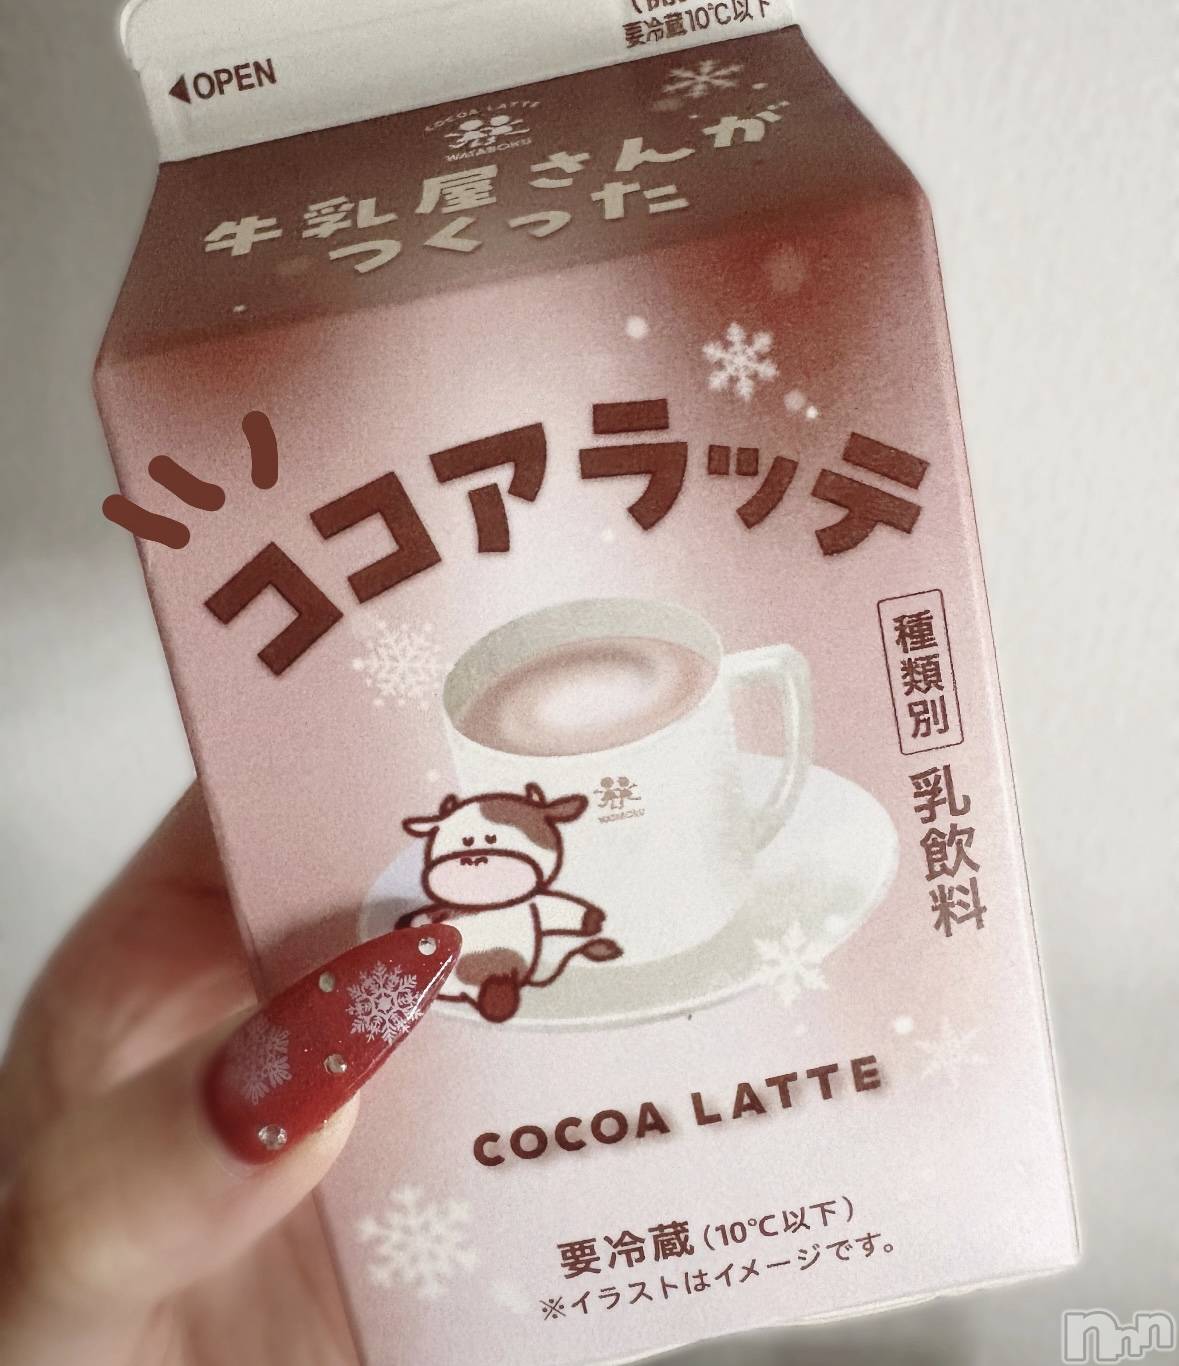 要冷蔵10℃以下
◀OPEN
COCOA LATTE
WATABOKU
牛乳屋さんが
つくった
ココアラッテ
種類別
乳飲料
WATABOKU
COCOA LATTE
要冷蔵(10℃以下)
※イラストはイメージです。
nnn